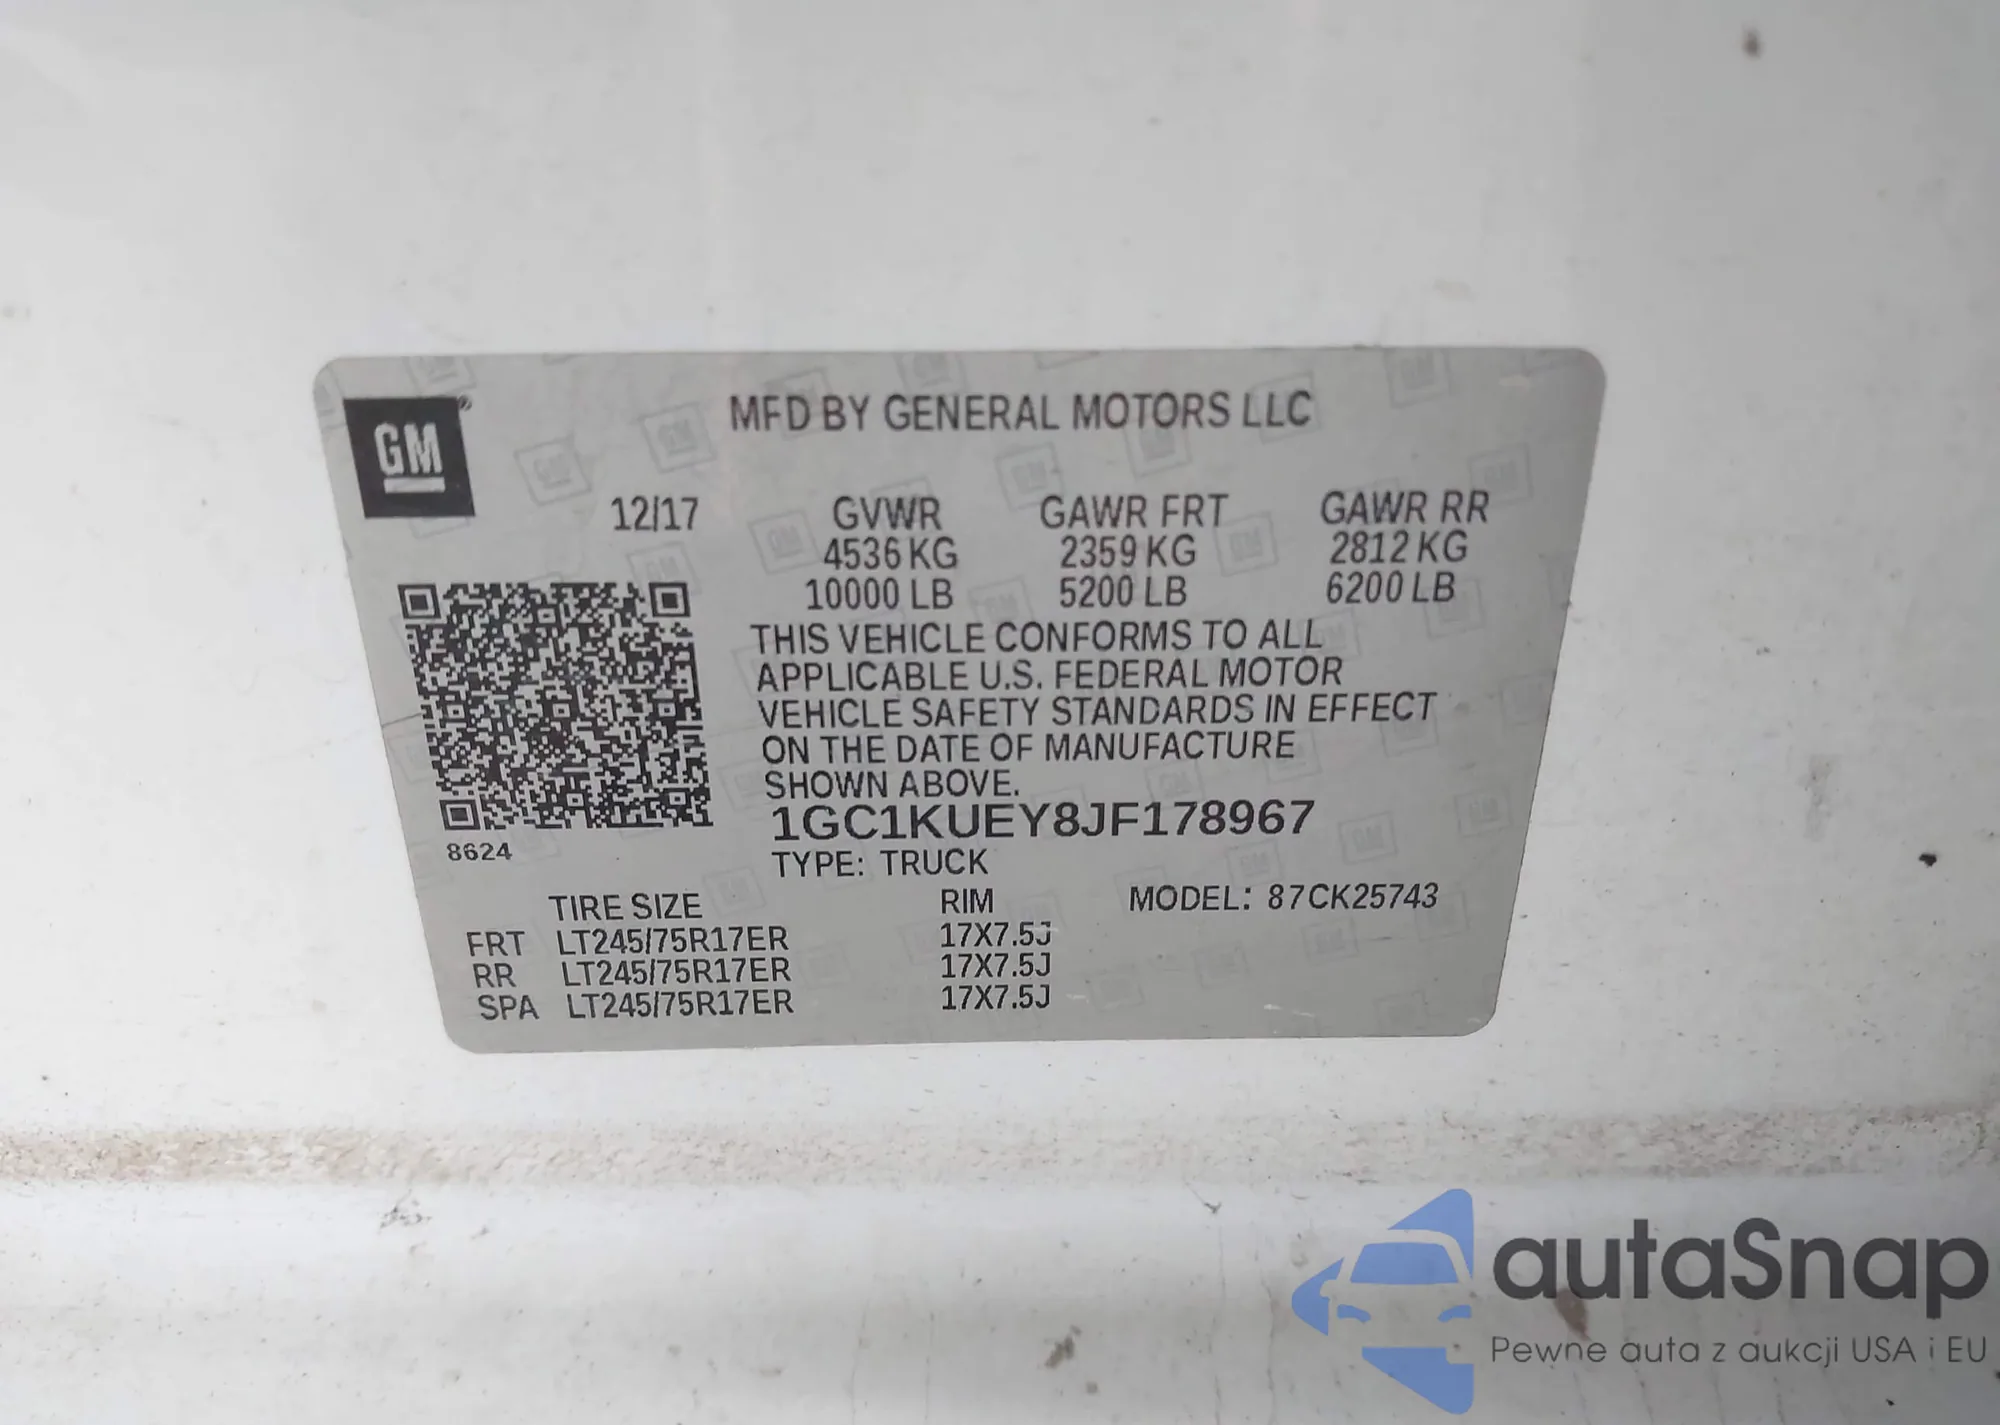 GM®
MFD BY GENERAL MOTORS LLC
12/17 GVWR GAWR FRT GAWR RR
4536 KG 2359 KG 2812 KG
10000 LB 5200 LB 6200 LB
THIS VEHICLE CONFORMS TO ALL
APPLICABLE U.S. FEDERAL MOTOR
VEHICLE SAFETY STANDARDS IN EFFECT
ON THE DATE OF MANUFACTURE
SHOWN ABOVE.
1GC1KUEY8JF178967
8624
TYPE: TRUCK
TIRE SIZE RIM MODEL: 87CK25743
FRT LT245/75R17ER 17X7.5J
RR LT245/75R17ER 17X7.5J
SPA LT245/75R17ER 17X7.5J
autaSnap
Pewne auta z aukcji USA i EU